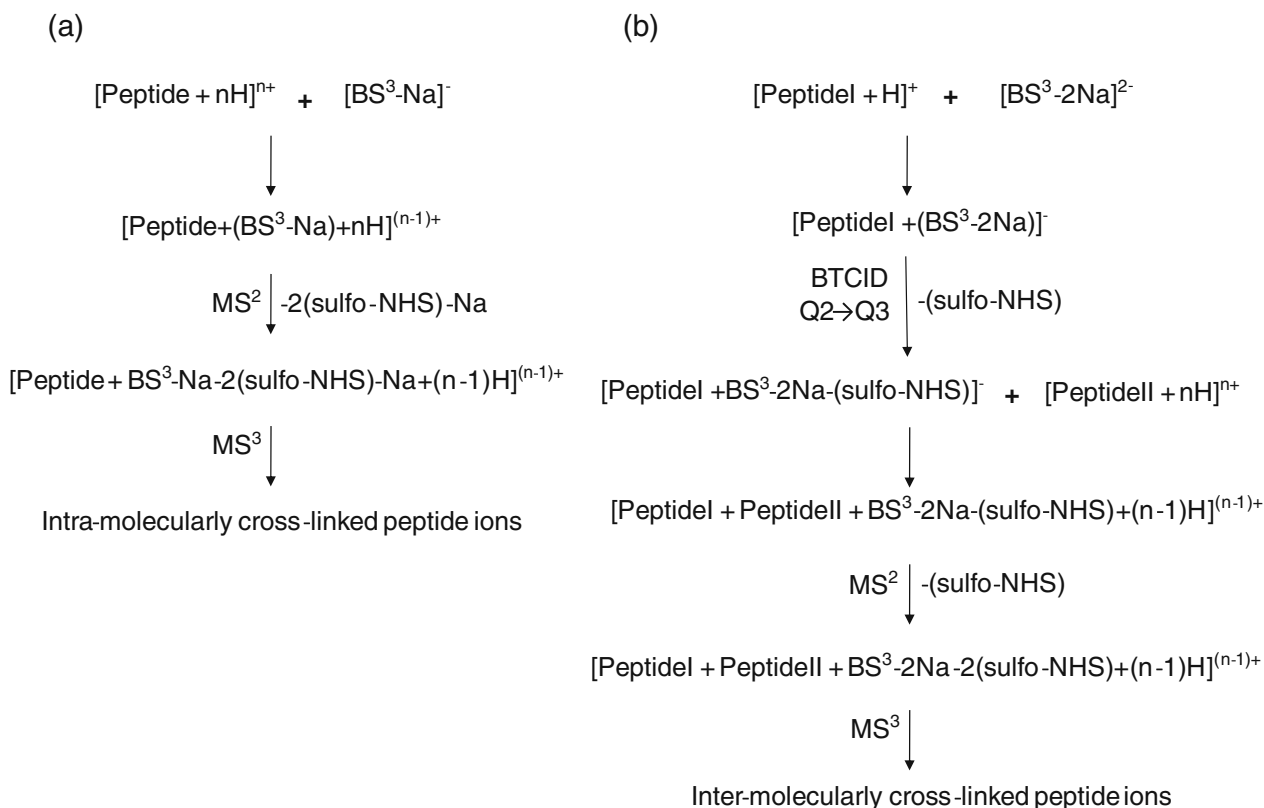 (a)
[Peptide + nH]ⁿ⁺ + [BS³-Na]⁻
[Peptide+(BS³-Na)+nH]⁽ⁿ⁻¹⁾⁺
MS² -2(sulfo-NHS)-Na
[Peptide+ BS³-Na-2(sulfo-NHS)-Na+(n-1)H]⁽ⁿ⁻¹⁾⁺
MS³
Intra-molecularly cross-linked peptide ions
(b)
[PeptideI + H]⁺ + [BS³-2Na]²⁻
[PeptideI +(BS³-2Na)]⁻
BTCID
Q2→Q3 -(sulfo-NHS)
[PeptideI +BS³-2Na-(sulfo-NHS)]⁻ + [PeptideII + nH]ⁿ⁺
[PeptideI + PeptideII + BS³-2Na-(sulfo-NHS)+(n-1)H]⁽ⁿ⁻¹⁾⁺
MS² -(sulfo-NHS)
[PeptideI + PeptideII + BS³-2Na-2(sulfo-NHS)+(n-1)H]⁽ⁿ⁻¹⁾⁺
MS³
Inter-molecularly cross-linked peptide ions